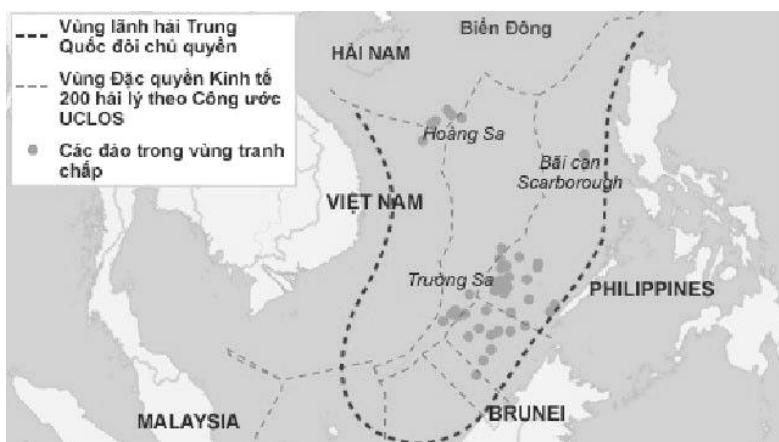 Vùng lãnh hải Trung
Quốc đòi chủ quyền
Vùng Đặc quyền Kinh tế
200 hải lý theo Công ước
UCLOS
Các đảo trong vùng tranh
chấp
HẢI NAM
Biển Đông
Hoàng Sa
Bãi cạn
Scarborough
VIỆT NAM
Trường Sa
PHILIPPINES
MALAYSIA
BRUNEI